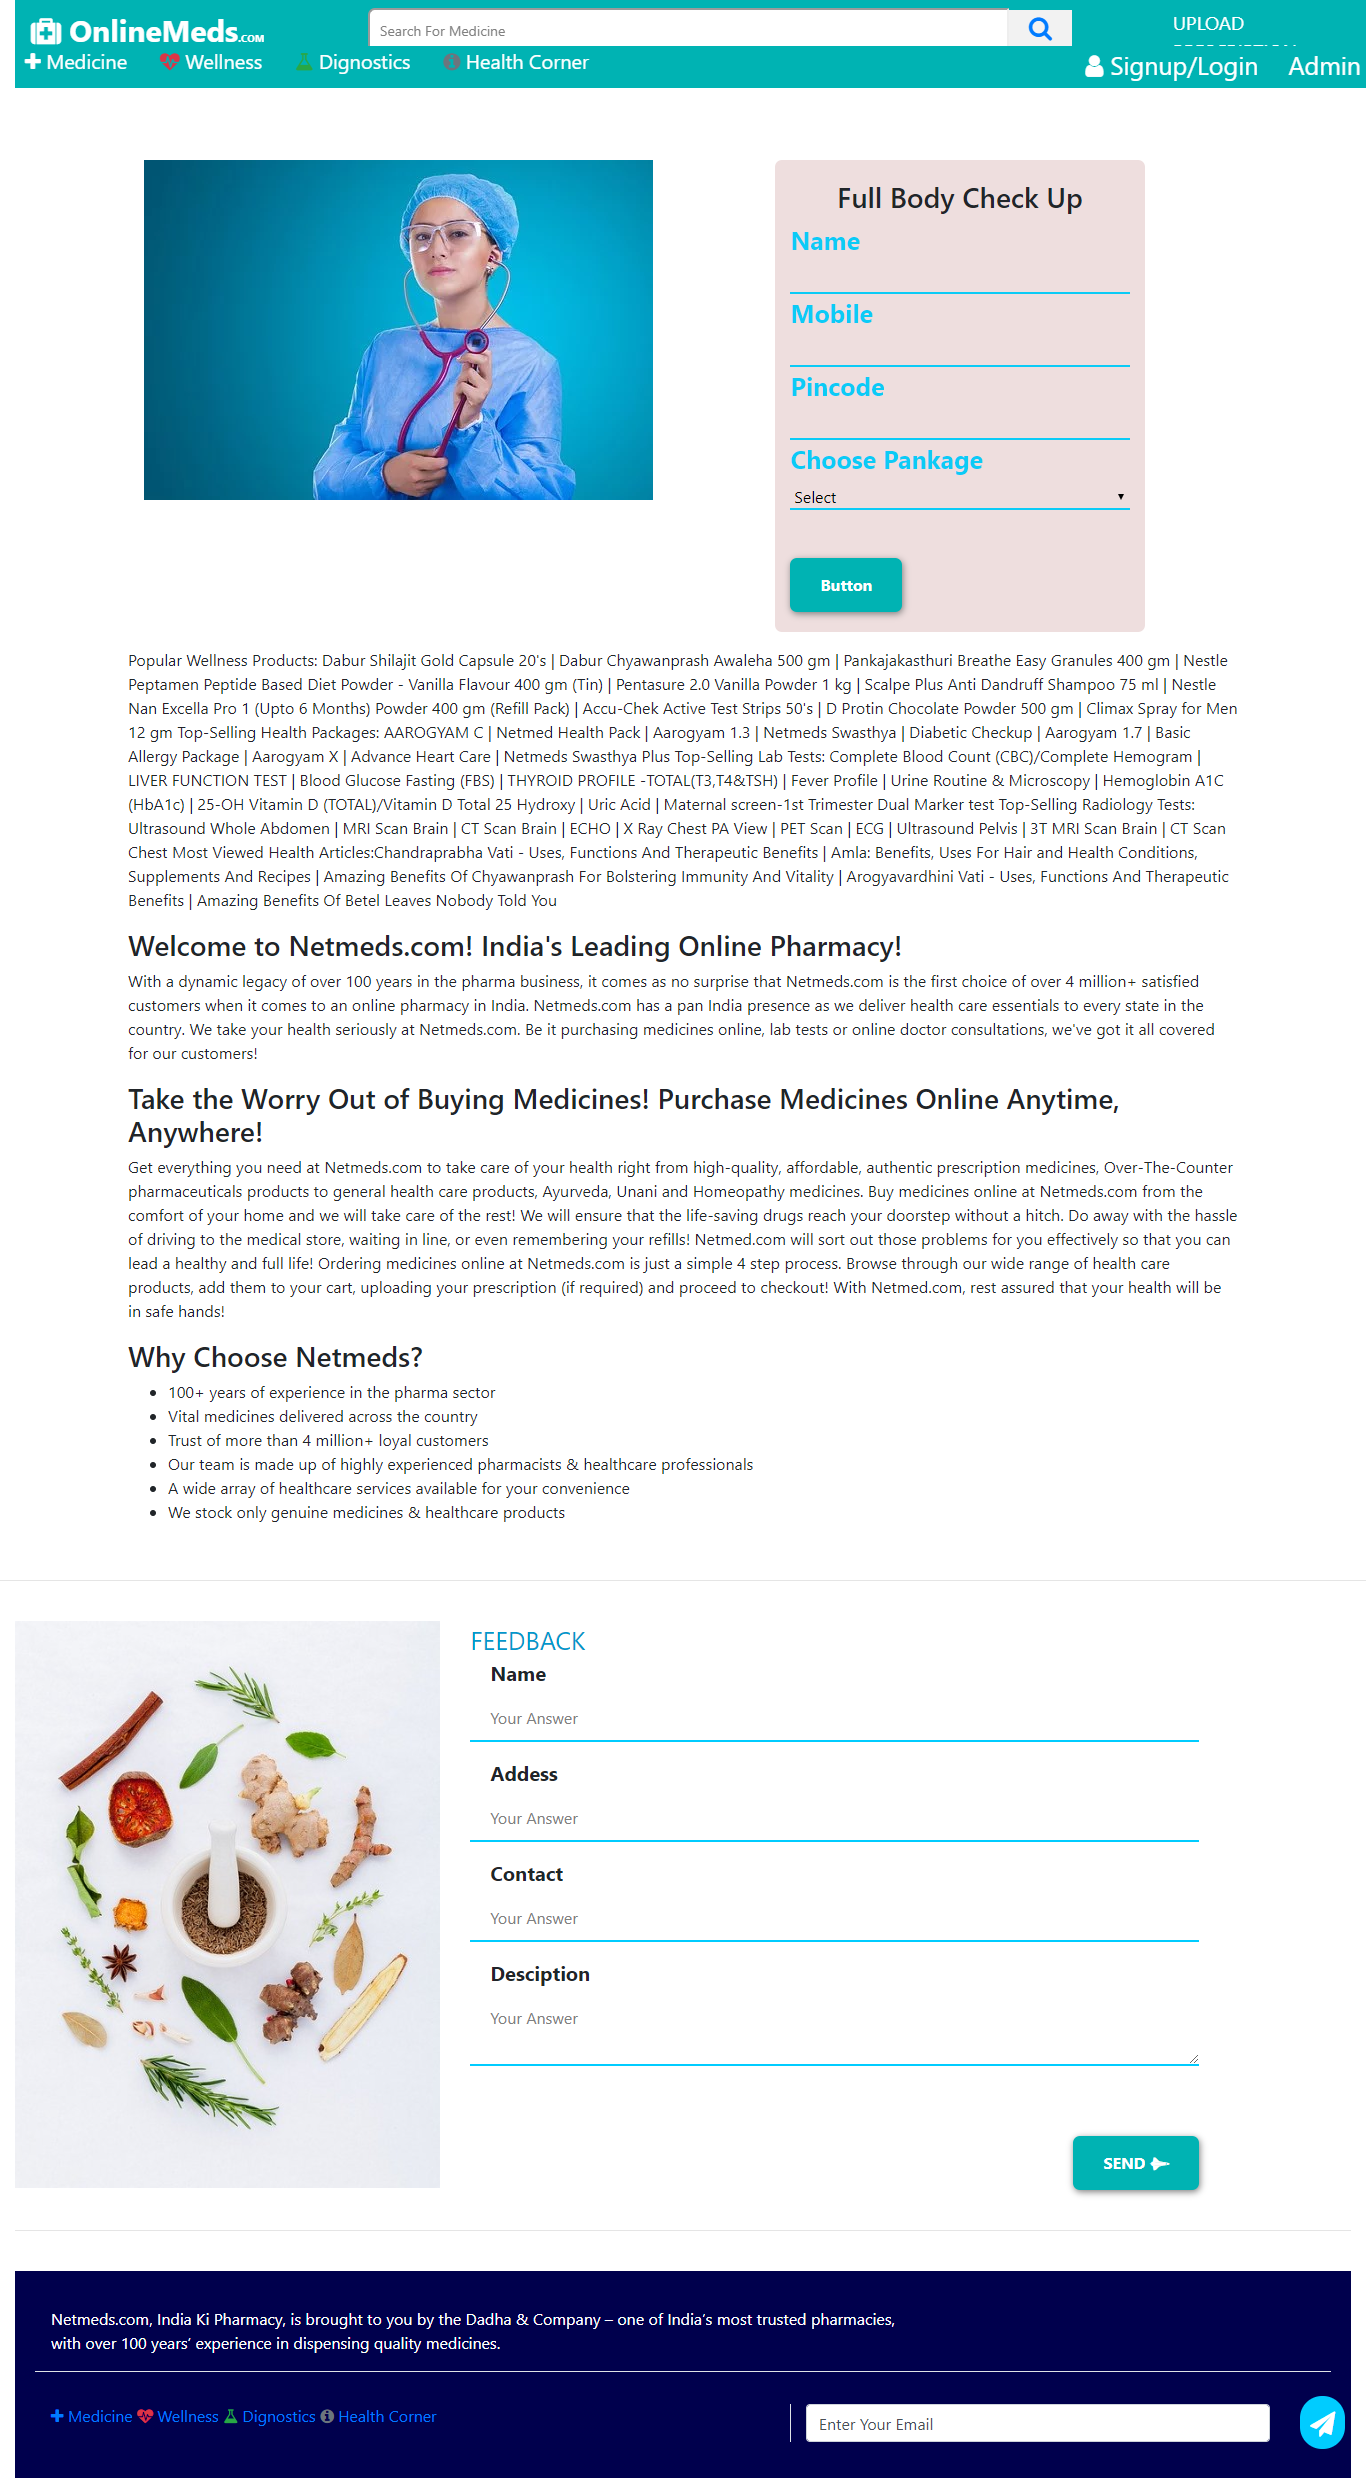 OnlineMeds.COM
Search For Medicine
UPLOAD
Medicine Wellness Dignostics Health Corner
Signup/Login Admin
Full Body Check Up
Name
Mobile
Pincode
Choose Pankage
Select
Button
Popular Wellness Products: Dabur Shilajit Gold Capsule 20's | Dabur Chyawanprash Awaleha 500 gm | Pankajakasthuri Breathe Easy Granules 400 gm | Nestle
Peptamen Peptide Based Diet Powder - Vanilla Flavour 400 gm (Tin) | Pentasure 2.0 Vanilla Powder 1 kg | Scalpe Plus Anti Dandruff Shampoo 75 ml | Nestle
Nan Excella Pro 1 (Upto 6 Months) Powder 400 gm (Refill Pack) | Accu-Chek Active Test Strips 50's | D Protin Chocolate Powder 500 gm | Climax Spray for Men
12 gm Top-Selling Health Packages: AAROGYAM C | Netmed Health Pack | Aarogyam 1.3 | Netmeds Swasthya | Diabetic Checkup | Aarogyam 1.7 | Basic
Allergy Package | Aarogyam X | Advance Heart Care | Netmeds Swasthya Plus Top-Selling Lab Tests: Complete Blood Count (CBC)/Complete Hemogram |
LIVER FUNCTION TEST | Blood Glucose Fasting (FBS) | THYROID PROFILE -TOTAL(T3,T4&TSH) | Fever Profile | Urine Routine & Microscopy | Hemoglobin A1C
(HbA1c) | 25-OH Vitamin D (TOTAL)/Vitamin D Total 25 Hydroxy | Uric Acid | Maternal screen-1st Trimester Dual Marker test Top-Selling Radiology Tests:
Ultrasound Whole Abdomen | MRI Scan Brain | CT Scan Brain | ECHO | X Ray Chest PA View | PET Scan | ECG | Ultrasound Pelvis | 3T MRI Scan Brain | CT Scan
Chest Most Viewed Health Articles:Chandraprabha Vati - Uses, Functions And Therapeutic Benefits | Amla: Benefits, Uses For Hair and Health Conditions,
Supplements And Recipes | Amazing Benefits Of Chyawanprash For Bolstering Immunity And Vitality | Arogyavardhini Vati - Uses, Functions And Therapeutic
Benefits | Amazing Benefits Of Betel Leaves Nobody Told You
Welcome to Netmeds.com! India's Leading Online Pharmacy!
With a dynamic legacy of over 100 years in the pharma business, it comes as no surprise that Netmeds.com is the first choice of over 4 million+ satisfied
customers when it comes to an online pharmacy in India. Netmeds.com has a pan India presence as we deliver health care essentials to every state in the
country. We take your health seriously at Netmeds.com. Be it purchasing medicines online, lab tests or online doctor consultations, we've got it all covered
for our customers!
Take the Worry Out of Buying Medicines! Purchase Medicines Online Anytime,
Anywhere!
Get everything you need at Netmeds.com to take care of your health right from high-quality, affordable, authentic prescription medicines, Over-The-Counter
pharmaceuticals products to general health care products, Ayurveda, Unani and Homeopathy medicines. Buy medicines online at Netmeds.com from the
comfort of your home and we will take care of the rest! We will ensure that the life-saving drugs reach your doorstep without a hitch. Do away with the hassle
of driving to the medical store, waiting in line, or even remembering your refills! Netmed.com will sort out those problems for you effectively so that you can
lead a healthy and full life! Ordering medicines online at Netmeds.com is just a simple 4 step process. Browse through our wide range of health care
products, add them to your cart, uploading your prescription (if required) and proceed to checkout! With Netmed.com, rest assured that your health will be
in safe hands!
Why Choose Netmeds?
100+ years of experience in the pharma sector
Vital medicines delivered across the country
Trust of more than 4 million+ loyal customers
Our team is made up of highly experienced pharmacists & healthcare professionals
A wide array of healthcare services available for your convenience
We stock only genuine medicines & healthcare products
FEEDBACK
Name
Your Answer
Addess
Your Answer
Contact
Your Answer
Desciption
Your Answer
SEND
Netmeds.com, India Ki Pharmacy, is brought to you by the Dadha & Company – one of India's most trusted pharmacies,
with over 100 years' experience in dispensing quality medicines.
Medicine Wellness Dignostics Health Corner
Enter Your Email